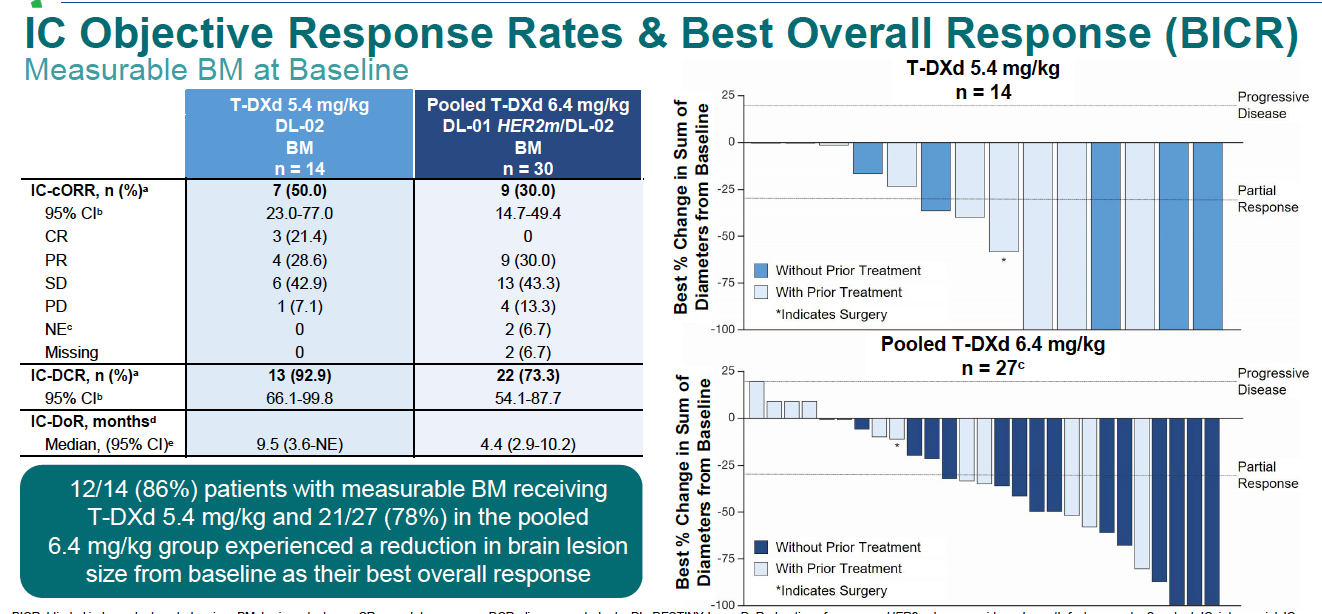 IC Objective Response Rates & Best Overall Response (BICR)
Measurable BM at Baseline
T-DXd 5.4 mg/kg
DL-02
BM
n = 14
Pooled T-DXd 6.4 mg/kg
DL-01 HER2m/DL-02
BM
n = 30
IC-cORR, n (%)ᵃ 7 (50.0) 9 (30.0)
95% CIᵇ 23.0-77.0 14.7-49.4
CR 3 (21.4) 0
PR 4 (28.6) 9 (30.0)
SD 6 (42.9) 13 (43.3)
PD 1 (7.1) 4 (13.3)
NEᶜ 0 2 (6.7)
Missing 0 2 (6.7)
IC-DCR, n (%)ᵃ 13 (92.9) 22 (73.3)
95% CIᵇ 66.1-99.8 54.1-87.7
IC-DoR, monthsᵈ
Median, (95% CI)ᵉ 9.5 (3.6-NE) 4.4 (2.9-10.2)
12/14 (86%) patients with measurable BM receiving
T-DXd 5.4 mg/kg and 21/27 (78%) in the pooled
6.4 mg/kg group experienced a reduction in brain lesion
size from baseline as their best overall response
T-DXd 5.4 mg/kg
n = 14
Best % Change in Sum of
Diameters from Baseline
25
0
-25
-50
-75
-100
Progressive
Disease
Partial
Response
*
Without Prior Treatment
With Prior Treatment
*Indicates Surgery
Pooled T-DXd 6.4 mg/kg
n = 27ᶜ
Best % Change in Sum of
Diameters from Baseline
25
0
-25
-50
-75
-100
Progressive
Disease
Partial
Response
*
Without Prior Treatment
With Prior Treatment
*Indicates Surgery